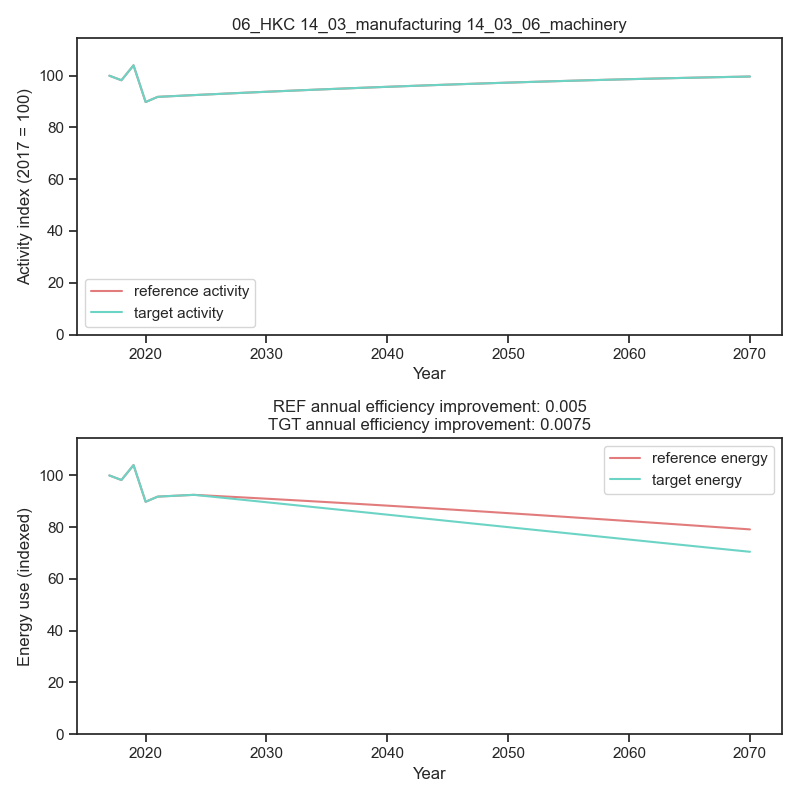 06_HKC 14_03_manufacturing 14_03_06_machinery
Activity index (2017 = 100)
100
80
60
40
20
0
reference activity
target activity
2020 2030 2040 2050 2060 2070
Year
REF annual efficiency improvement: 0.005
TGT annual efficiency improvement: 0.0075
Energy use (indexed)
100
80
60
40
20
0
reference energy
target energy
2020 2030 2040 2050 2060 2070
Year